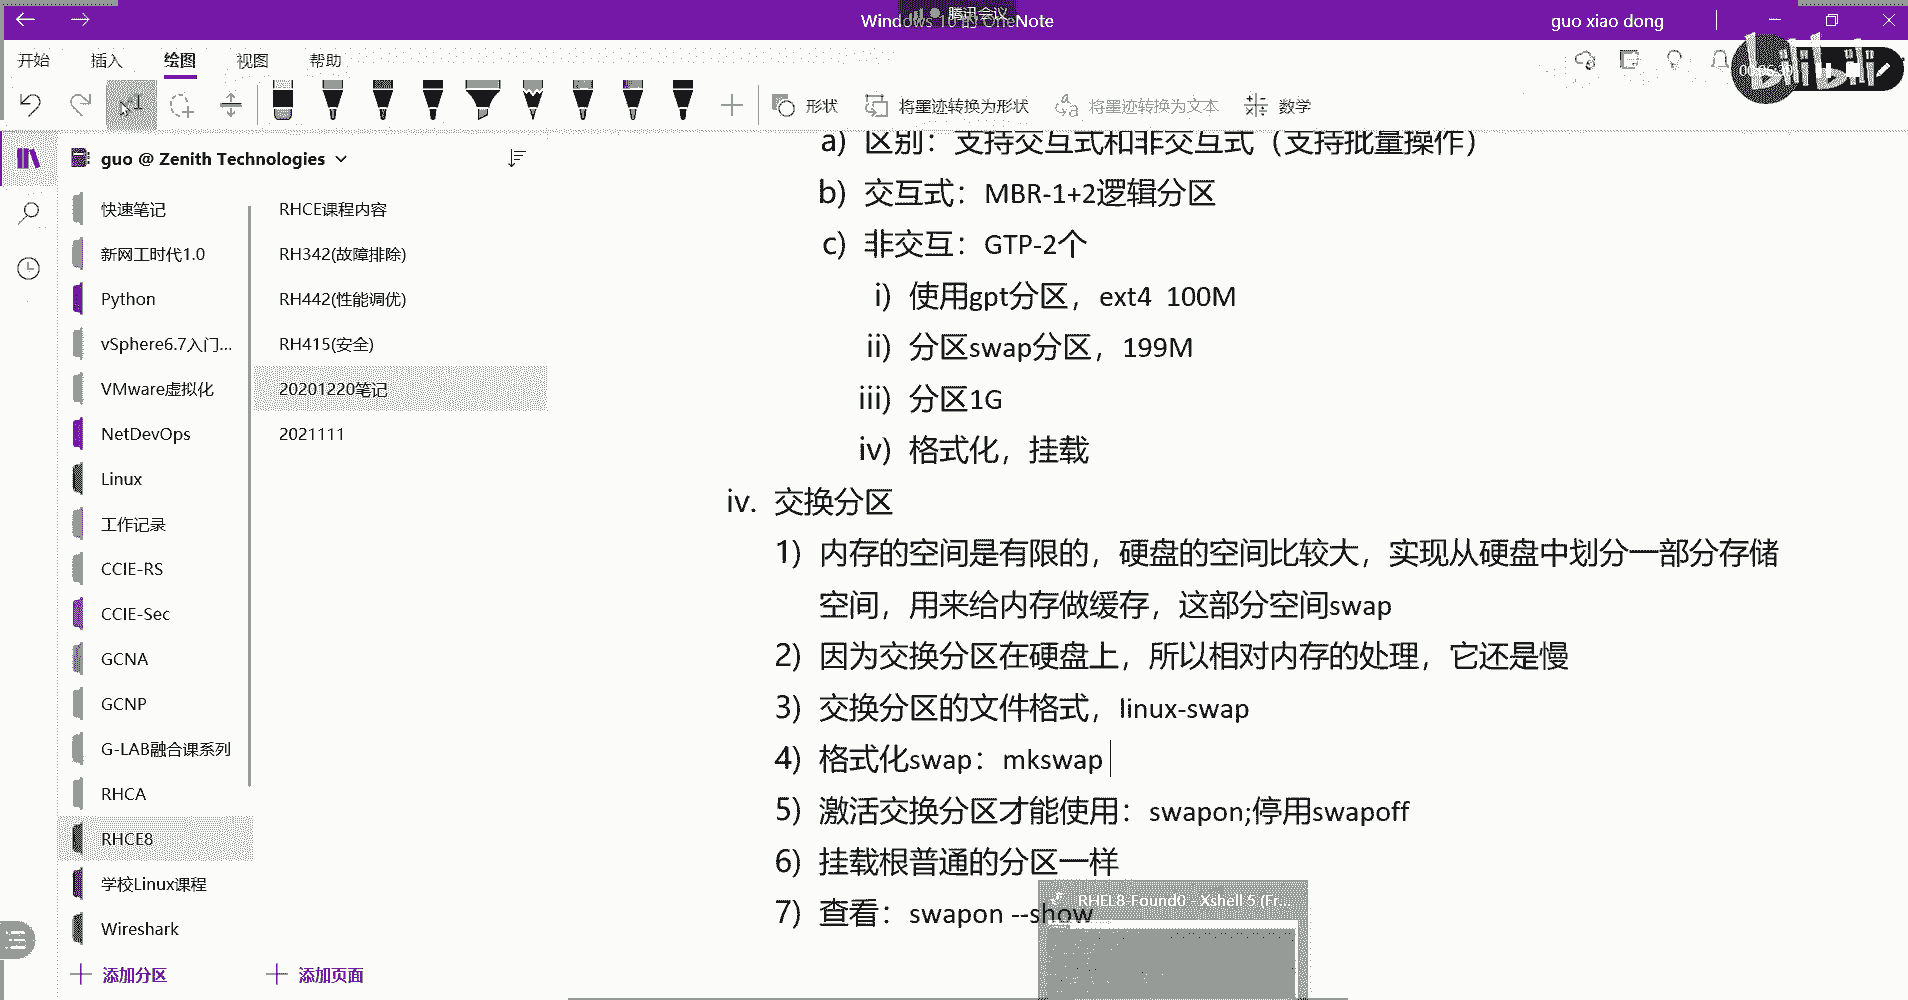 Windows 10 的 OneNote
腾讯会议
guo xiao dong
开始 插入 绘图 视图 帮助
bilibili
形状 将墨迹转换为形状 将墨迹转换为文本 数学
guo @ Zenith Technologies
快速笔记
新网工时代1.0
Python
vSphere6.7入门...
VMware虚拟化
NetDevOps
Linux
工作记录
CCIE-RS
CCIE-Sec
GCNA
GCNP
G-LAB融合课系列
RHCA
RHCE8
学校Linux课程
Wireshark
添加分区
RHCE课程内容
RH342(故障排除)
RH442(性能调优)
RH415(安全)
20201220笔记
2021111
添加页面
a) 区别：支持交互式和非交互式（支持批量操作）
b) 交互式：MBR-1+2逻辑分区
c) 非交互：GTP-2个
i) 使用gpt分区，ext4 100M
ii) 分区swap分区，199M
iii) 分区1G
iv) 格式化，挂载
iv. 交换分区
1) 内存的空间是有限的，硬盘的空间比较大，实现从硬盘中划分一部分存储
空间，用来给内存做缓存，这部分空间swap
2) 因为交换分区在硬盘上，所以相对内存的处理，它还是慢
3) 交换分区的文件格式，linux-swap
4) 格式化swap：mkswap
5) 激活交换分区才能使用：swapon;停用swapoff
6) 挂载根普通的分区一样
7) 查看：swapon --show
RHEL8-Found0 - Xshell 5 (Fr...